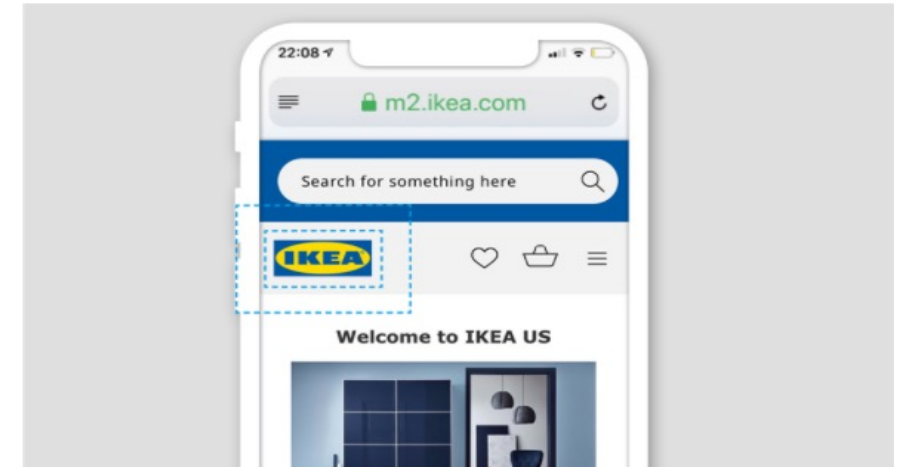 22:08
m2.ikea.com
Search for something here
IKEA
Welcome to IKEA US